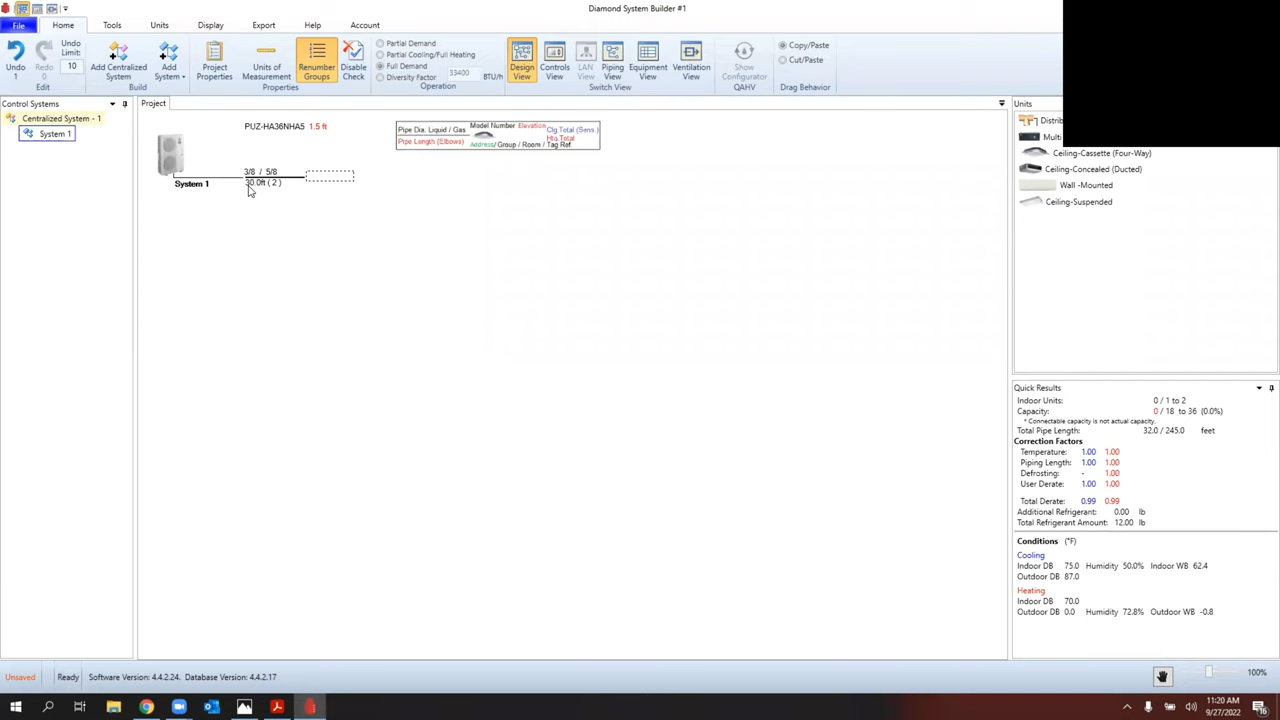 Diamond System Builder #1
File Home Tools Units Display Export Help Account
Undo 1
Redo 0
Undo Limit: 10
Edit
Add Centralized System
Add System
Build
Project Properties
Units of Measurement
Renumber Groups
Disable Check
Properties
Partial Demand
Partial Cooling/Full Heating
Full Demand
Diversity Factor 33400 BTU/h
Operation
Design View
Controls View
LAN View
Piping View
Equipment View
Ventilation View
Switch View
Show Configurator
QAHV
Copy/Paste
Cut/Paste
Drag Behavior
Control Systems
Centralized System - 1
System 1
Project
PUZ-HA36NHA5 1.5 ft
3/8 / 5/8
30.0ft ( 2 )
System 1
Pipe Dia. Liquid / Gas
Pipe Length (Elbows)
Model Number Elevation
Clg Total (Sens.)
Htg Total
Address/ Group / Room / Tag Ref.
Units
Distrib
Multi
Ceiling-Cassette (Four-Way)
Ceiling-Concealed (Ducted)
Wall -Mounted
Ceiling-Suspended
Quick Results
Indoor Units: 0 / 1 to 2
Capacity: 0 / 18 to 36 (0.0%)
* Connectable capacity is not actual capacity.
Total Pipe Length: 32.0 / 245.0 feet
Correction Factors
Temperature: 1.00 1.00
Piping Length: 1.00 1.00
Defrosting: - 1.00
User Derate: 1.00 1.00
Total Derate: 0.99 0.99
Additional Refrigerant: 0.00 lb
Total Refrigerant Amount: 12.00 lb
Conditions (°F)
Cooling
Indoor DB 75.0 Humidity 50.0% Indoor WB 62.4
Outdoor DB 87.0
Heating
Indoor DB 70.0
Outdoor DB 0.0 Humidity 72.8% Outdoor WB -0.8
Unsaved Ready Software Version: 4.4.2.24. Database Version: 4.4.2.17
100%
11:20 AM
9/27/2022
16